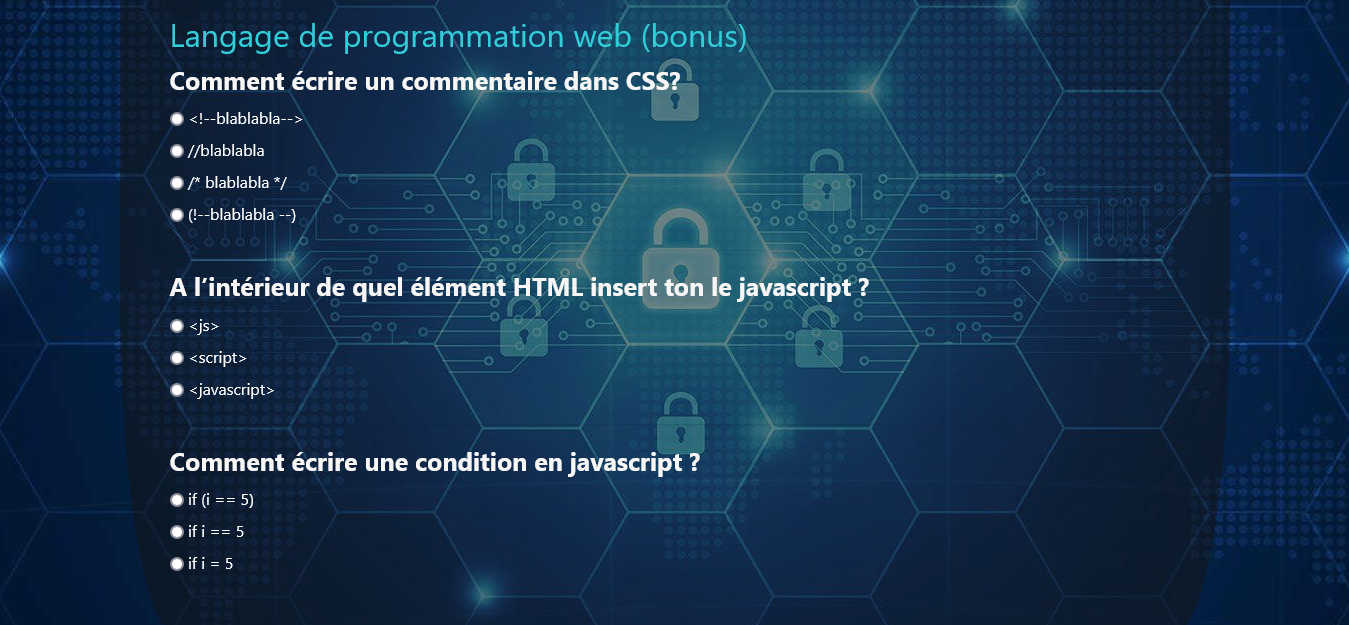 Langage de programmation web (bonus)
Comment écrire un commentaire dans CSS?
<!--blablabla-->
//blablabla
/* blablabla */
(!--blablabla --)
A l’intérieur de quel élément HTML insert ton le javascript ?
<js>
<script>
<javascript>
Comment écrire une condition en javascript ?
if (i == 5)
if i == 5
if i = 5